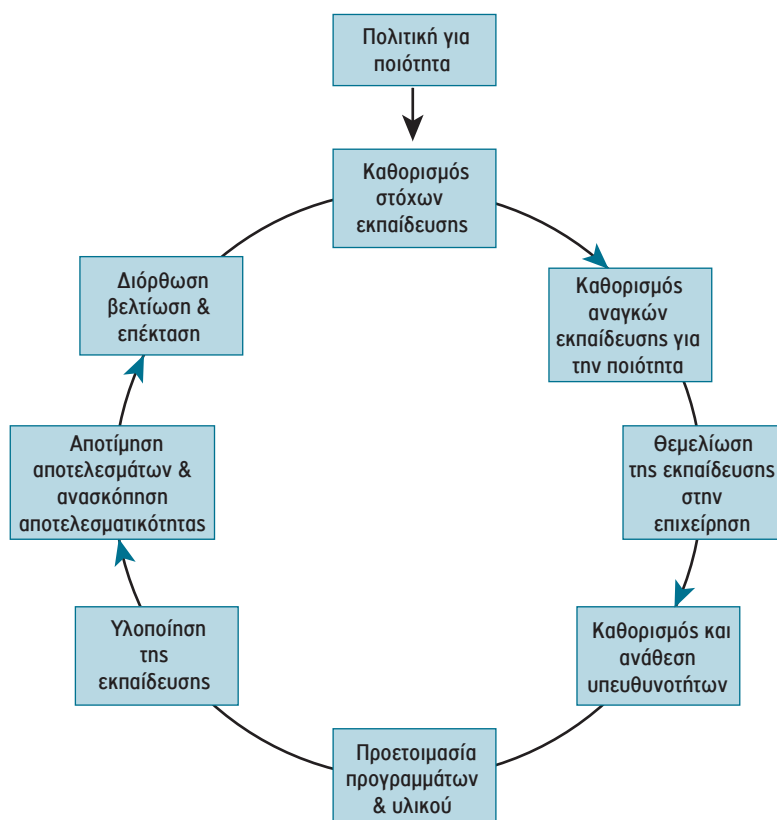 Πολιτική για
ποιότητα
Καθορισμός
στόχων
εκπαίδευσης
Καθορισμός
αναγκών
εκπαίδευσης για
την ποιότητα
Θεμελίωση
της εκπαίδευσης
στην
επιχείρηση
Καθορισμός και
ανάθεση
υπευθυνοτήτων
Προετοιμασία
προγραμμάτων
& υλικού
Υλοποίηση
της
εκπαίδευσης
Αποτίμηση
αποτελεσμάτων &
ανασκόπηση
αποτελεσματικότητας
Διόρθωση
βελτίωση &
επέκταση